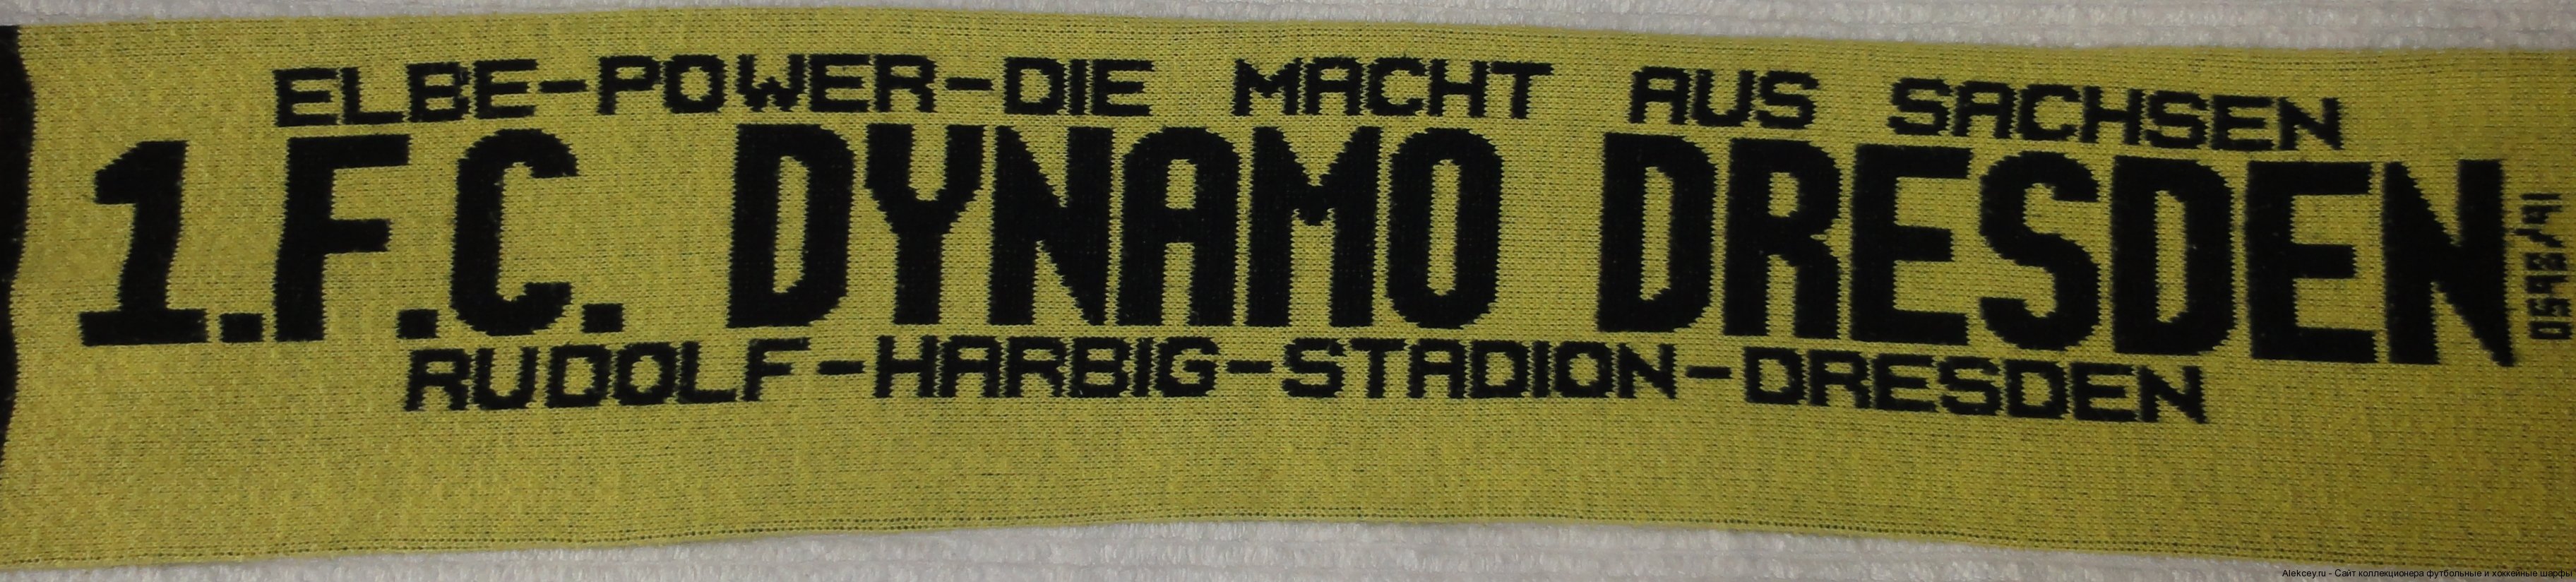 ELBE-POWER-DIE MACHT AUS SACHSEN
1.F.C. DYNAMO DRESDEN
RUDOLF-HARBIG-STADION-DRESDEN
Alekcey.ru - Сайт коллекционера футбольные и хоккейные шарфы